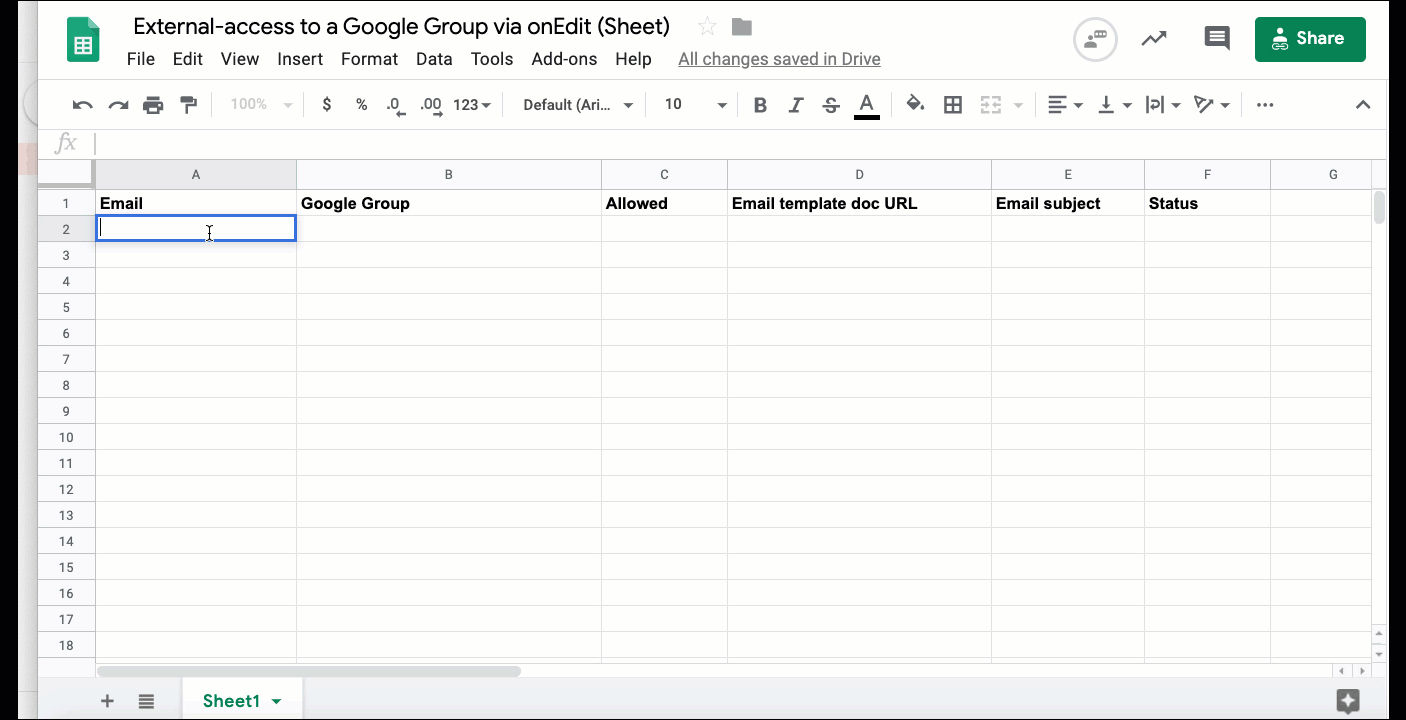 External-access to a Google Group via onEdit (Sheet)
File Edit View Insert Format Data Tools Add-ons Help All changes saved in Drive
Share
100% $ % .0 .00 123 Default (Ari... 10 B I S A ...
fx
A B C D E F G
1 Email Google Group Allowed Email template doc URL Email subject Status
2
3
4
5
6
7
8
9
10
11
12
13
14
15
16
17
18
+ Sheet1